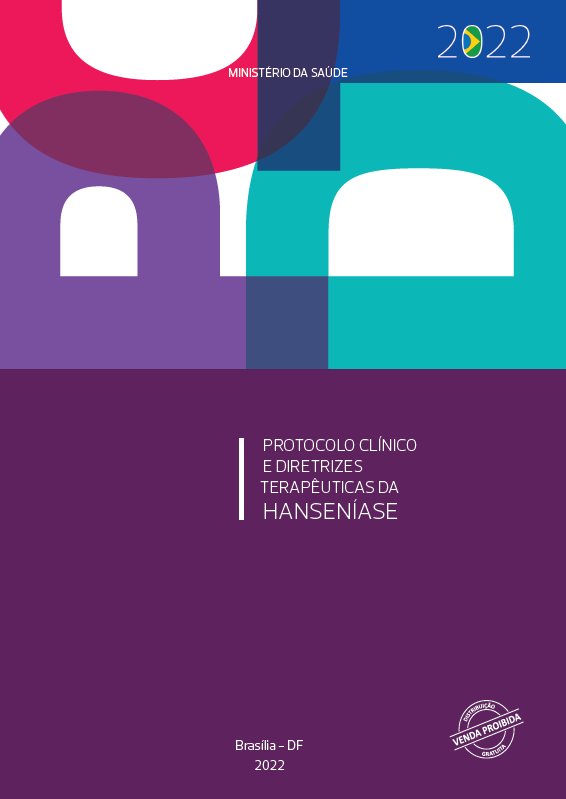 2022
MINISTÉRIO DA SAÚDE
PROTOCOLO CLÍNICO
E DIRETRIZES
TERAPÊUTICAS DA
HANSENÍASE
DISTRIBUIÇÃO
VENDA PROIBIDA
GRATUITA
Brasília – DF
2022